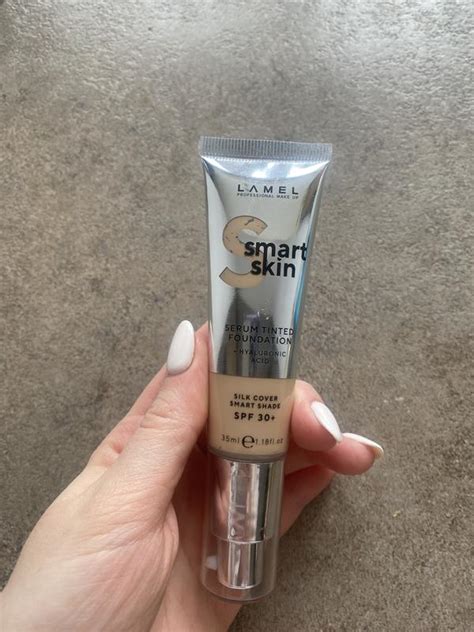 LAMEL
PROFESSIONAL MAKE UP
S
smart
skin
SERUM TINTED
FOUNDATION
+ HYALURONIC
ACID
SILK COVER
SMART SHADE
SPF 30+
35ml ℮ 1.18fl.oz